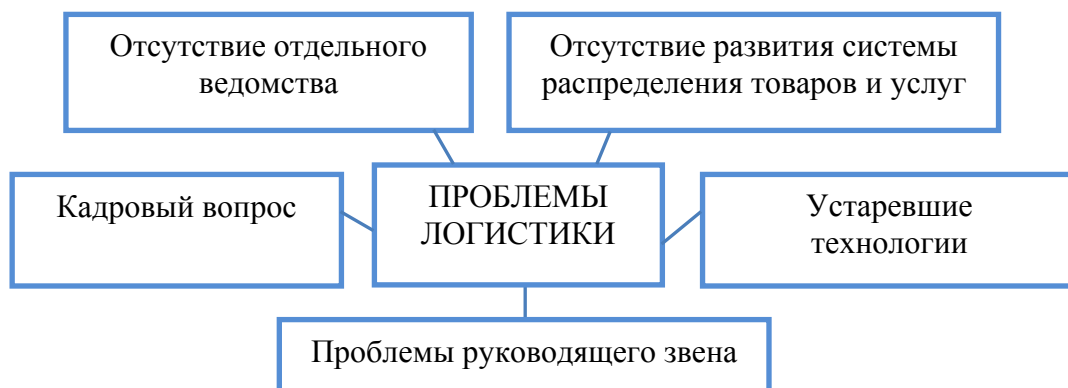 Отсутствие отдельного
ведомства
Отсутствие развития системы
распределения товаров и услуг
Кадровый вопрос
ПРОБЛЕМЫ
ЛОГИСТИКИ
Устаревшие
технологии
Проблемы руководящего звена